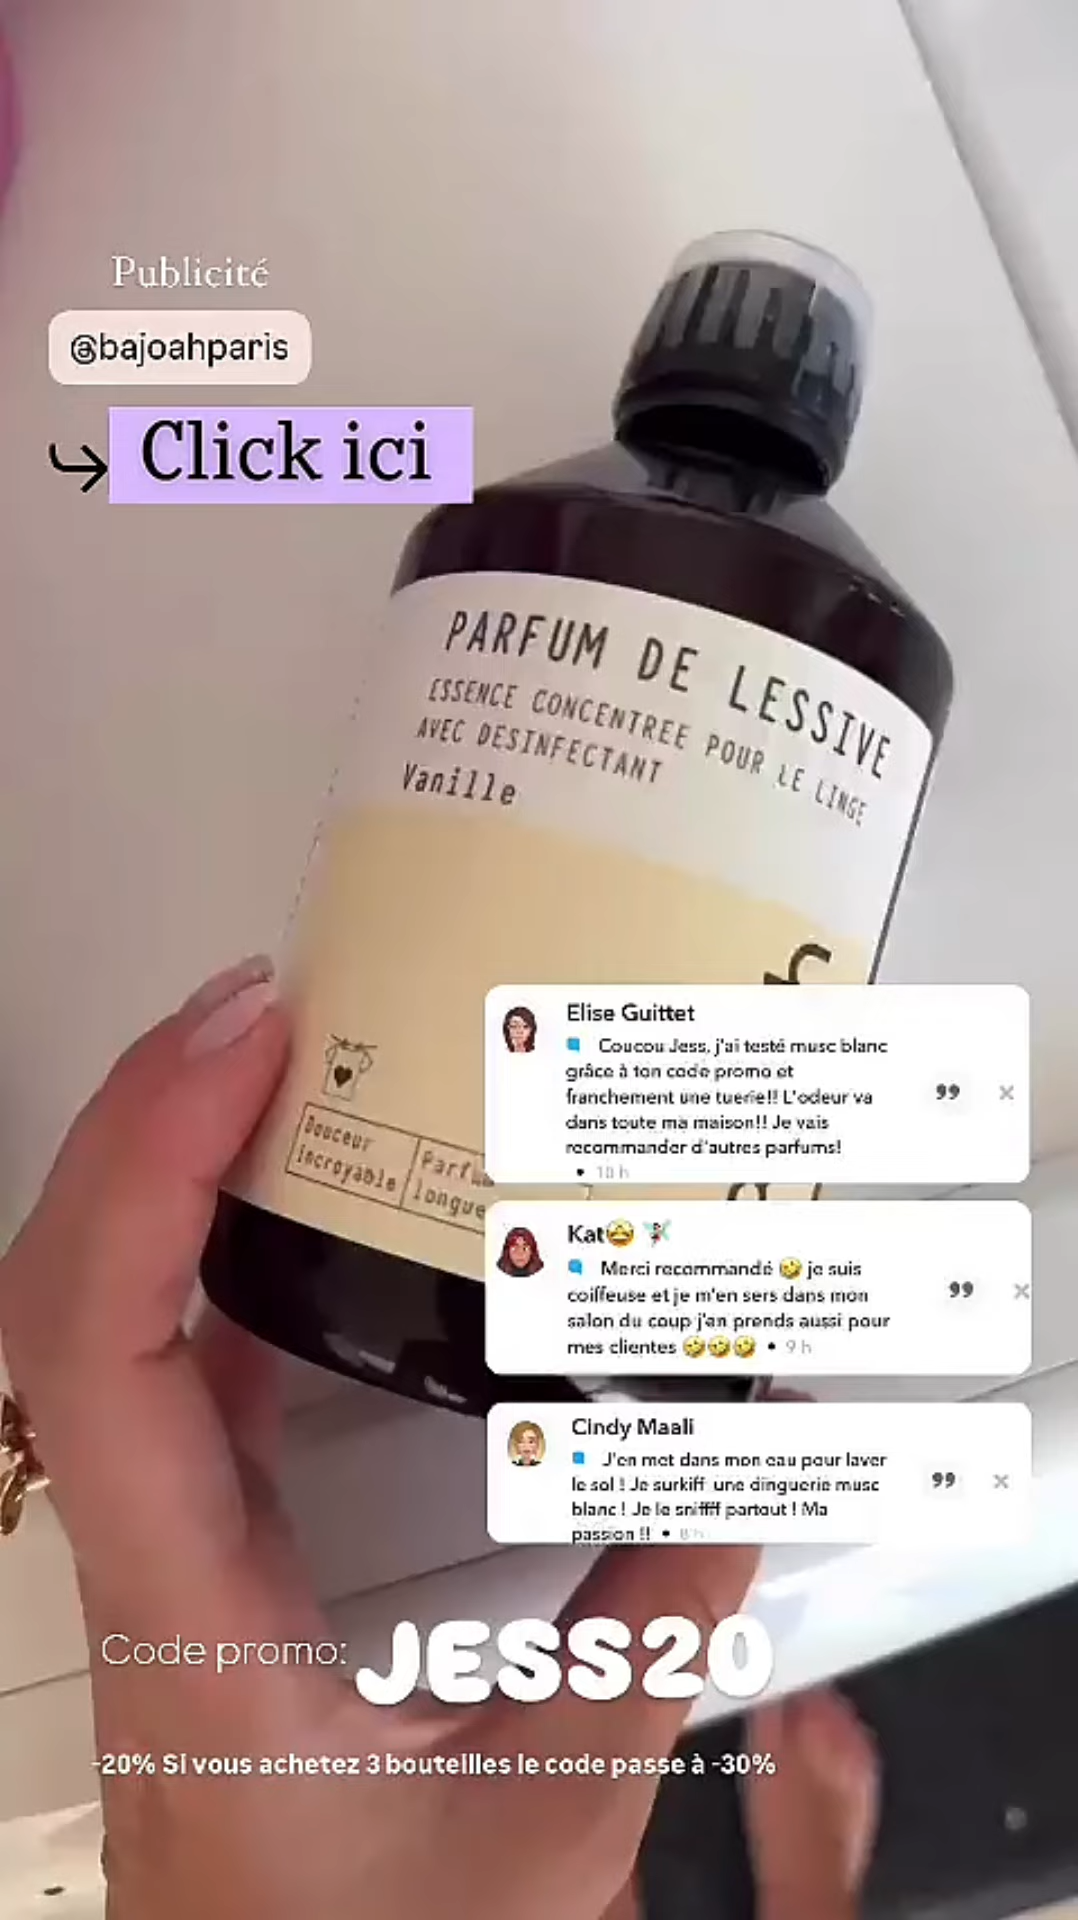 Publicité
@bajoahparis
Click ici
PARFUM DE LESSIVE
ESSENCE CONCENTREE POUR LE LINGE
AVEC DESINFECTANT
Vanille
Douceur
incroyable
longue
Elise Guittet
Coucou Jess, j'ai testé musc blanc
grâce à ton code promo et
franchement une tuerie!! L'odeur va
dans toute ma maison!! Je vais
recommander d'autres parfums!
• 10 h
Kat🤩 🧚🏻
Merci recommandé 🤣 je suis
coiffeuse et je m'en sers dans mon
salon du coup j'en prends aussi pour
mes clientes 🤣🤣🤣 • 9 h
Cindy Maali
J'en met dans mon eau pour laver
le sol ! Je surkiff une dinguerie musc
blanc ! Je le sniffff partout ! Ma
passion !! • 8 h
Code promo: JESS20
-20% Si vous achetez 3 bouteilles le code passe à -30%